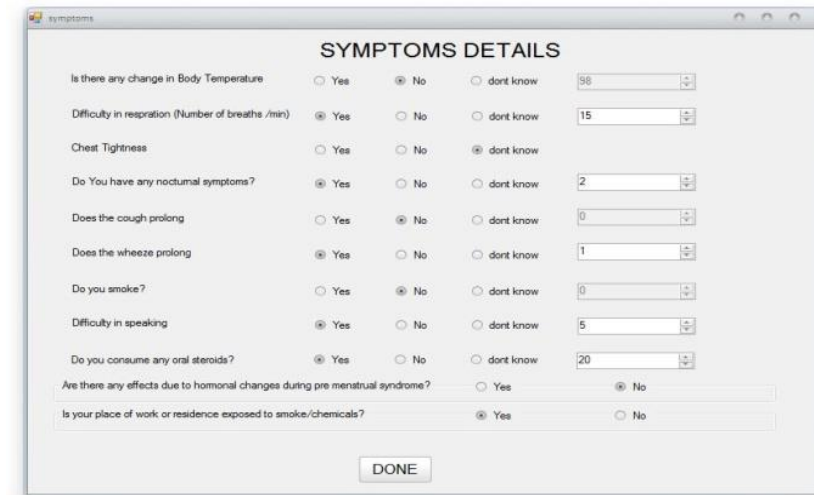 symptoms
SYMPTOMS DETAILS
Is there any change in Body Temperature Yes No dont know 98
Difficulty in respration (Number of breaths /min) Yes No dont know 15
Chest Tightness Yes No dont know
Do You have any nocturnal symptoms? Yes No dont know 2
Does the cough prolong Yes No dont know 0
Does the wheeze prolong Yes No dont know 1
Do you smoke? Yes No dont know 0
Difficulty in speaking Yes No dont know 5
Do you consume any oral steroids? Yes No dont know 20
Are there any effects due to hormonal changes during pre menstrual syndrome? Yes No
Is your place of work or residence exposed to smoke/chemicals? Yes No
DONE